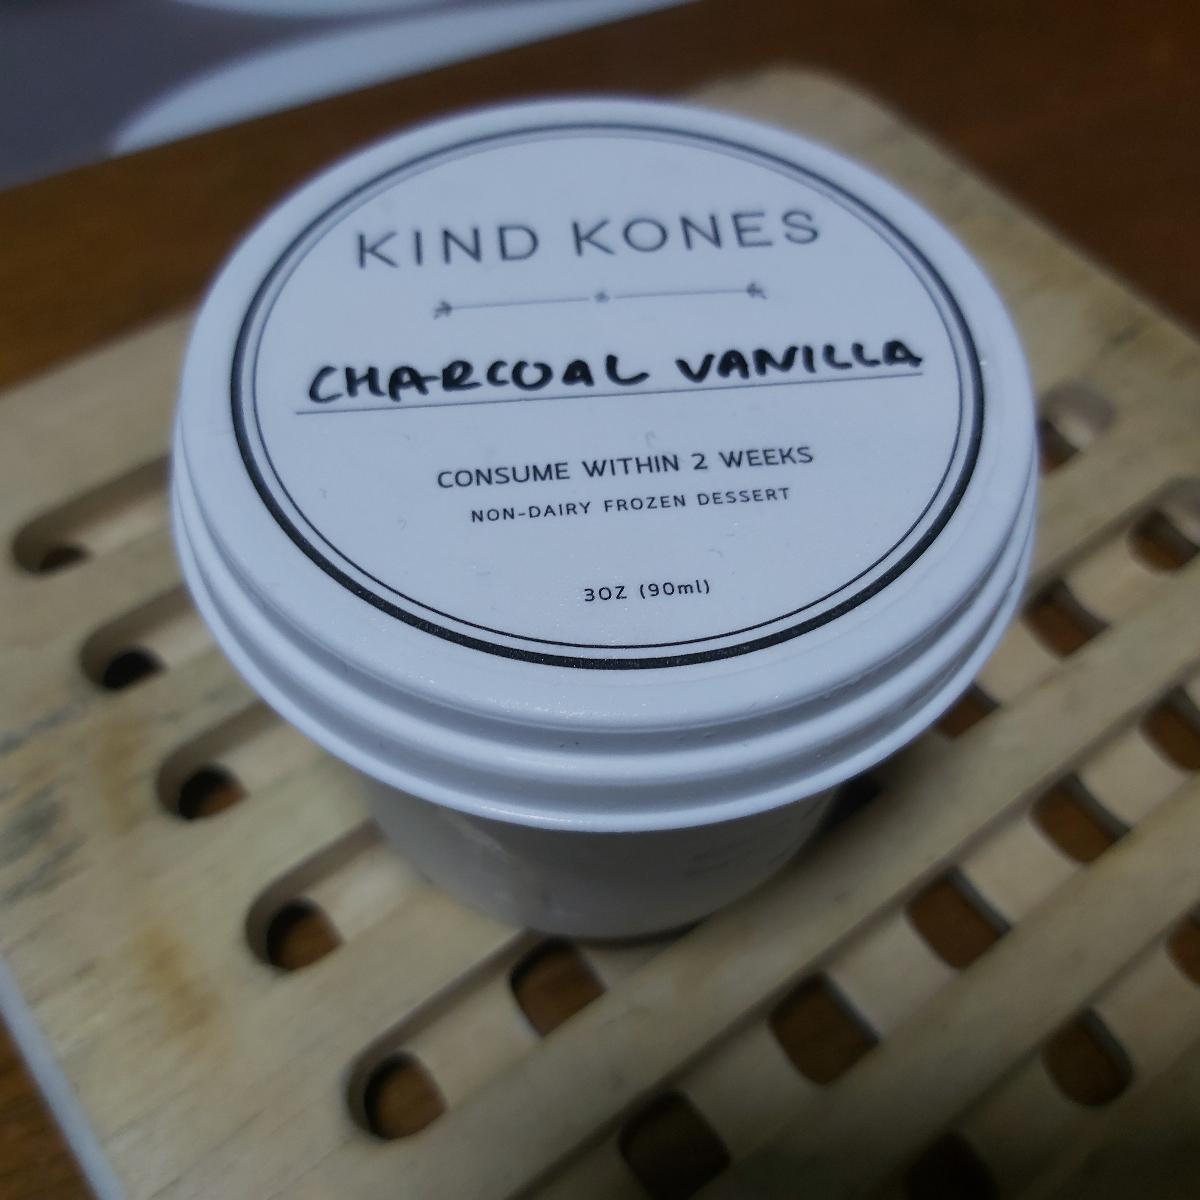 KIND KONES
CHARCOAL VANILLA
CONSUME WITHIN 2 WEEKS
NON-DAIRY FROZEN DESSERT
3OZ (90ml)